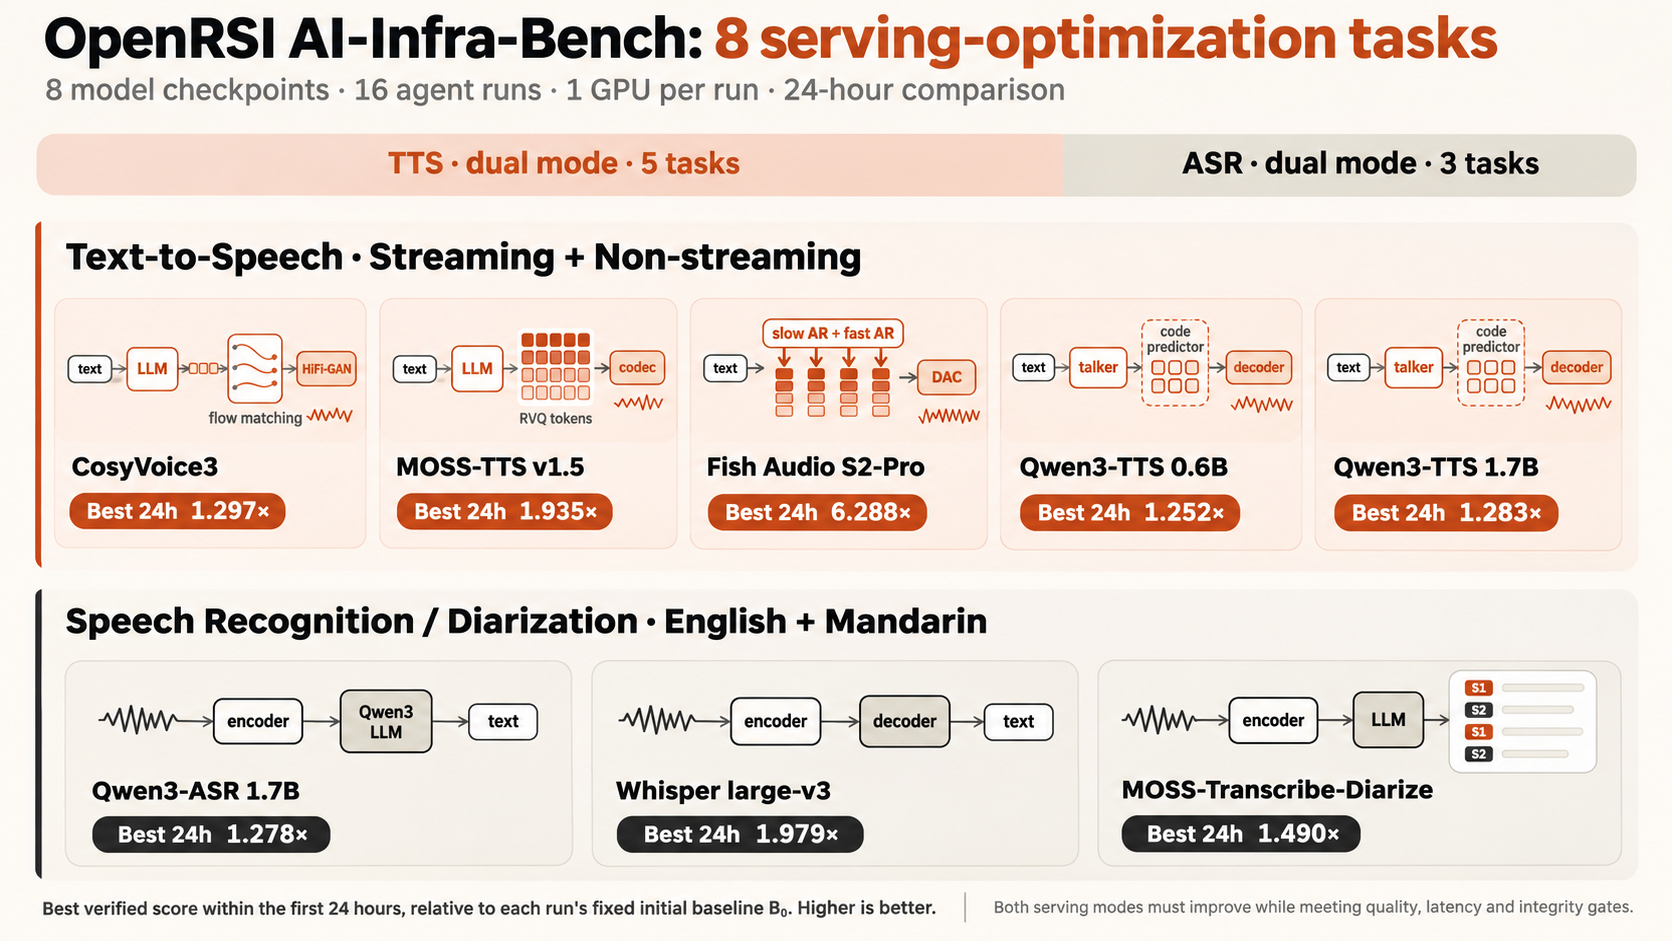 OpenRSI AI-Infra-Bench: 8 serving-optimization tasks
8 model checkpoints · 16 agent runs · 1 GPU per run · 24-hour comparison
TTS · dual mode · 5 tasks
ASR · dual mode · 3 tasks
Text-to-Speech · Streaming + Non-streaming
text
LLM
HiFi-GAN
flow matching
CosyVoice3
Best 24h 1.297×
text
LLM
codec
RVQ tokens
MOSS-TTS v1.5
Best 24h 1.935×
slow AR + fast AR
text
DAC
Fish Audio S2-Pro
Best 24h 6.288×
code
predictor
text
talker
decoder
Qwen3-TTS 0.6B
Best 24h 1.252×
code
predictor
text
talker
decoder
Qwen3-TTS 1.7B
Best 24h 1.283×
Speech Recognition / Diarization · English + Mandarin
encoder
Qwen3
LLM
text
Qwen3-ASR 1.7B
Best 24h 1.278×
encoder
decoder
text
Whisper large-v3
Best 24h 1.979×
encoder
LLM
S1
S2
S1
S2
MOSS-Transcribe-Diarize
Best 24h 1.490×
Best verified score within the first 24 hours, relative to each run's fixed initial baseline B₀. Higher is better.
Both serving modes must improve while meeting quality, latency and integrity gates.